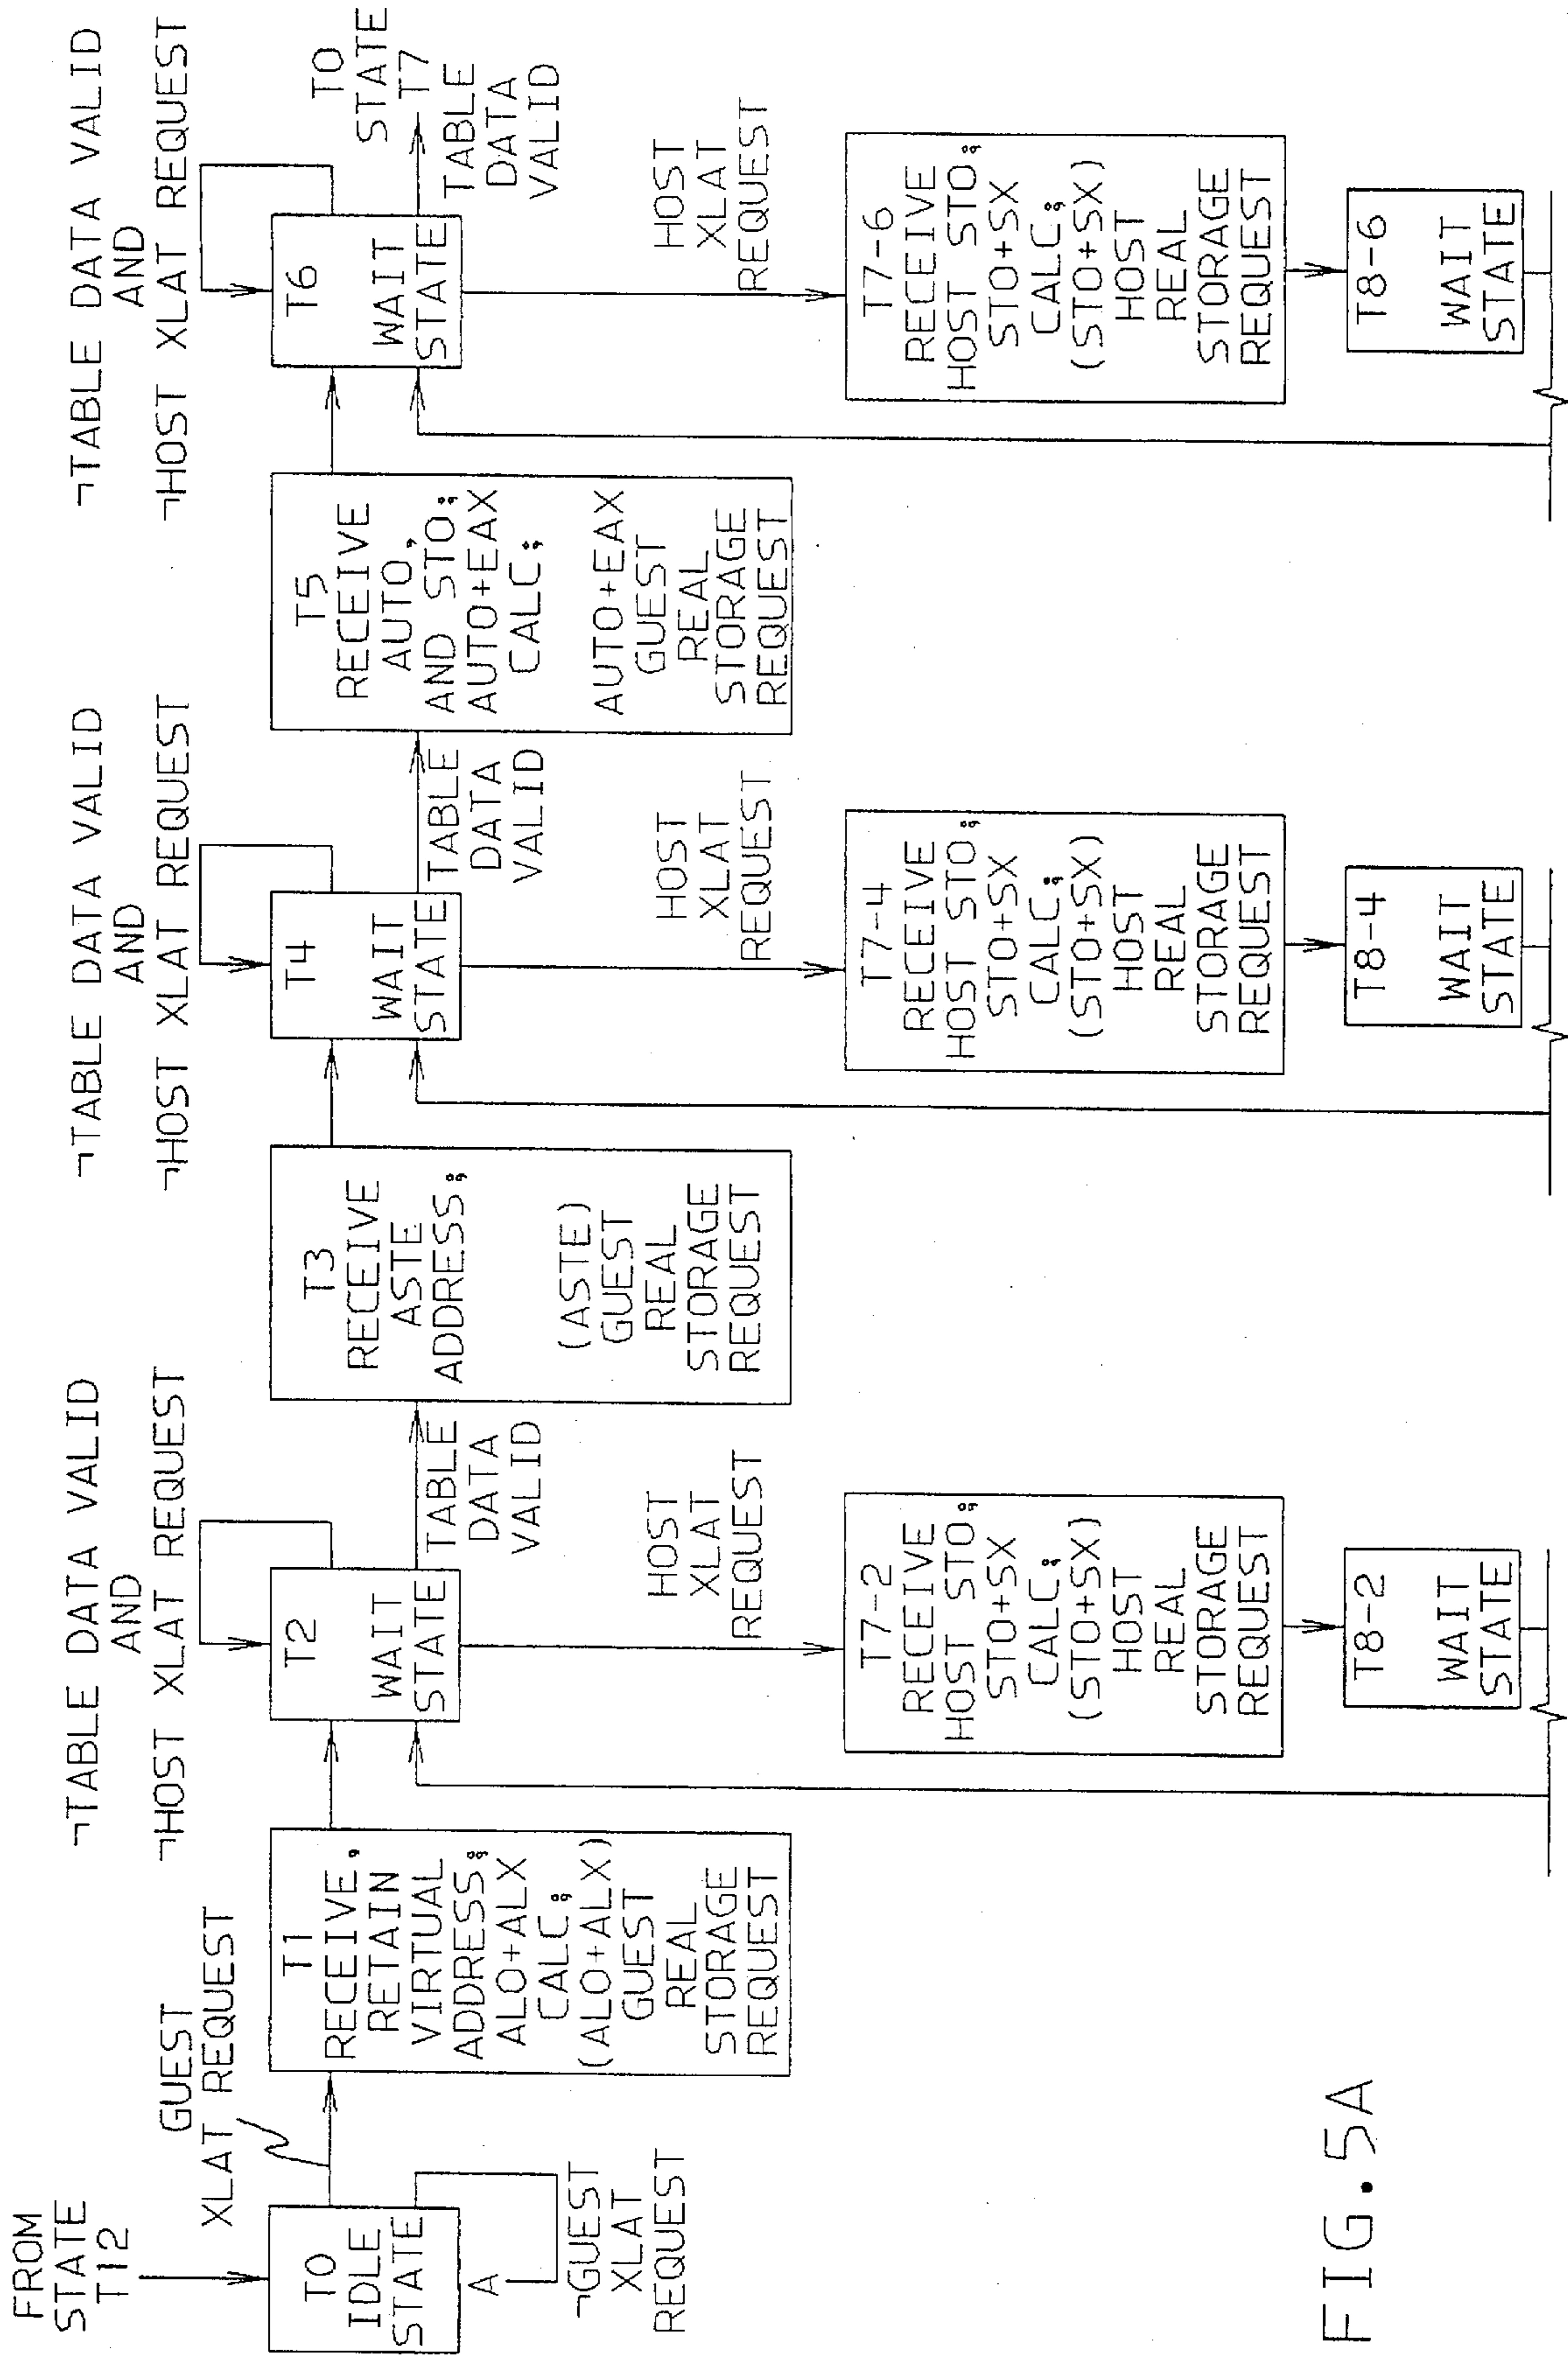 FROM
STATE
T12
T0
IDLE
STATE
A
¬GUEST
XLAT
REQUEST
GUEST
XLAT REQUEST
T1
RECEIVE,
RETAIN
VIRTUAL
ADDRESS;
ALO+ALX
CALC;
(ALO+ALX)
GUEST
REAL
STORAGE
REQUEST
¬TABLE DATA VALID
AND
¬HOST XLAT REQUEST
T2
WAIT
STATE
TABLE
DATA
VALID
HOST
XLAT
REQUEST
T7-2
RECEIVE
HOST STO;
STO+SX
CALC;
(STO+SX)
HOST
REAL
STORAGE
REQUEST
T8-2
WAIT
STATE
T3
RECEIVE
ASTE
ADDRESS;
(ASTE)
GUEST
REAL
STORAGE
REQUEST
¬TABLE DATA VALID
AND
¬HOST XLAT REQUEST
T4
WAIT
STATE
TABLE
DATA
VALID
HOST
XLAT
REQUEST
T7-4
RECEIVE
HOST STO;
STO+SX
CALC;
(STO+SX)
HOST
REAL
STORAGE
REQUEST
T8-4
WAIT
STATE
T5
RECEIVE
AUTO,
AND STO;
AUTO+EAX
CALC;
AUTO+EAX
GUEST
REAL
STORAGE
REQUEST
¬TABLE DATA VALID
AND
¬HOST XLAT REQUEST
T6
WAIT
STATE
TO
STATE
T7
TABLE
DATA
VALID
HOST
XLAT
REQUEST
T7-6
RECEIVE
HOST STO;
STO+SX
CALC;
(STO+SX)
HOST
REAL
STORAGE
REQUEST
T8-6
WAIT
STATE
FIG.5A